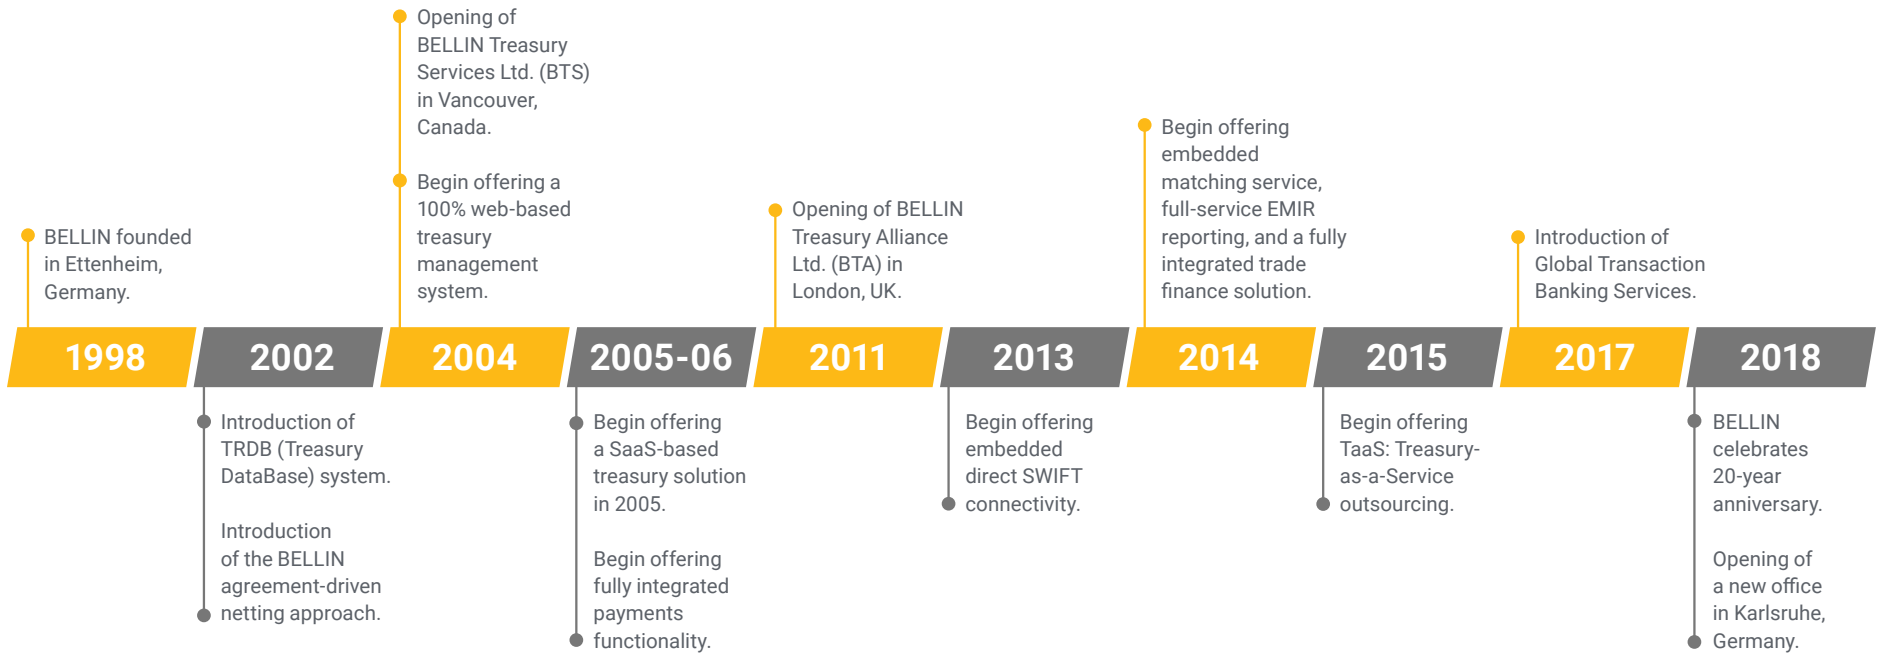 Opening of
BELLIN Treasury
Services Ltd. (BTS)
in Vancouver,
Canada.
Begin offering a
100% web-based
treasury
management
system.
BELLIN founded
in Ettenheim,
Germany.
Opening of BELLIN
Treasury Alliance
Ltd. (BTA) in
London, UK.
Begin offering
embedded
matching service,
full-service EMIR
reporting, and a fully
integrated trade
finance solution.
Introduction of
Global Transaction
Banking Services.
1998
2002
2004
2005-06
2011
2013
2014
2015
2017
2018
Introduction of
TRDB (Treasury
DataBase) system.
Introduction
of the BELLIN
agreement-driven
netting approach.
Begin offering
a SaaS-based
treasury solution
in 2005.
Begin offering
fully integrated
payments
functionality.
Begin offering
embedded
direct SWIFT
connectivity.
Begin offering
TaaS: Treasury-
as-a-Service
outsourcing.
BELLIN
celebrates
20-year
anniversary.
Opening of
a new office
in Karlsruhe,
Germany.